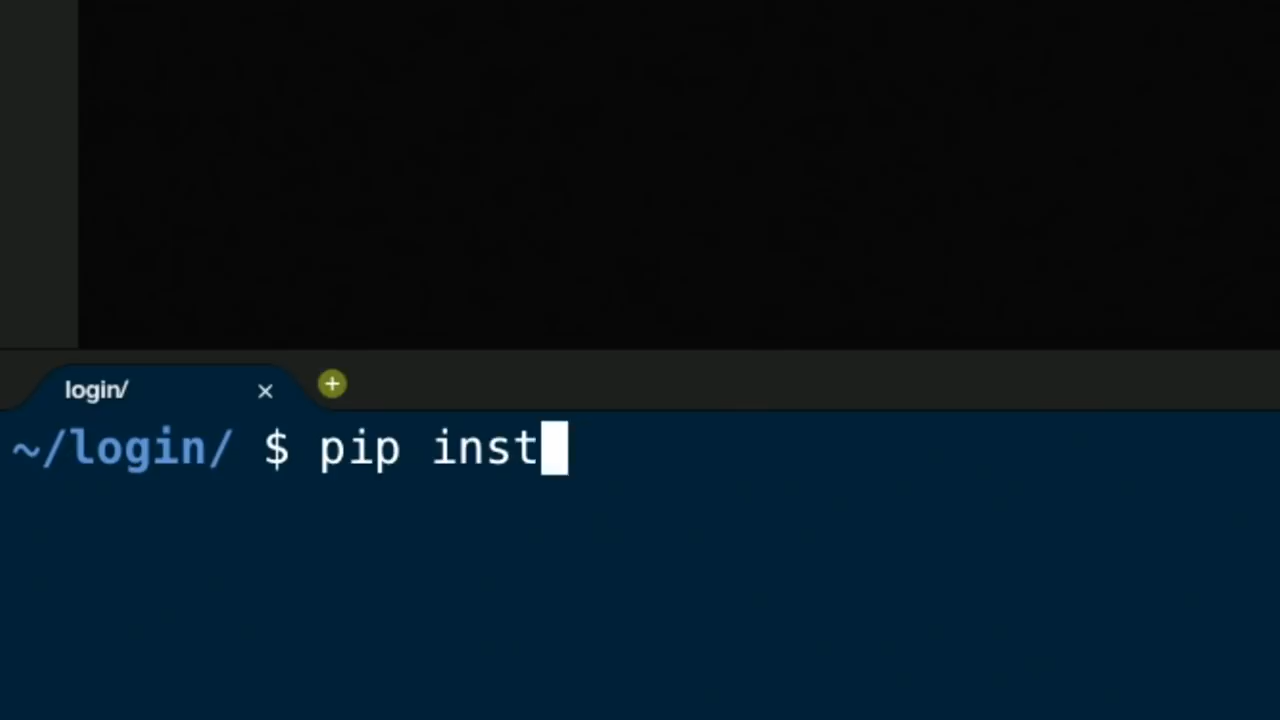 login/ × +
~/login/ $ pip inst